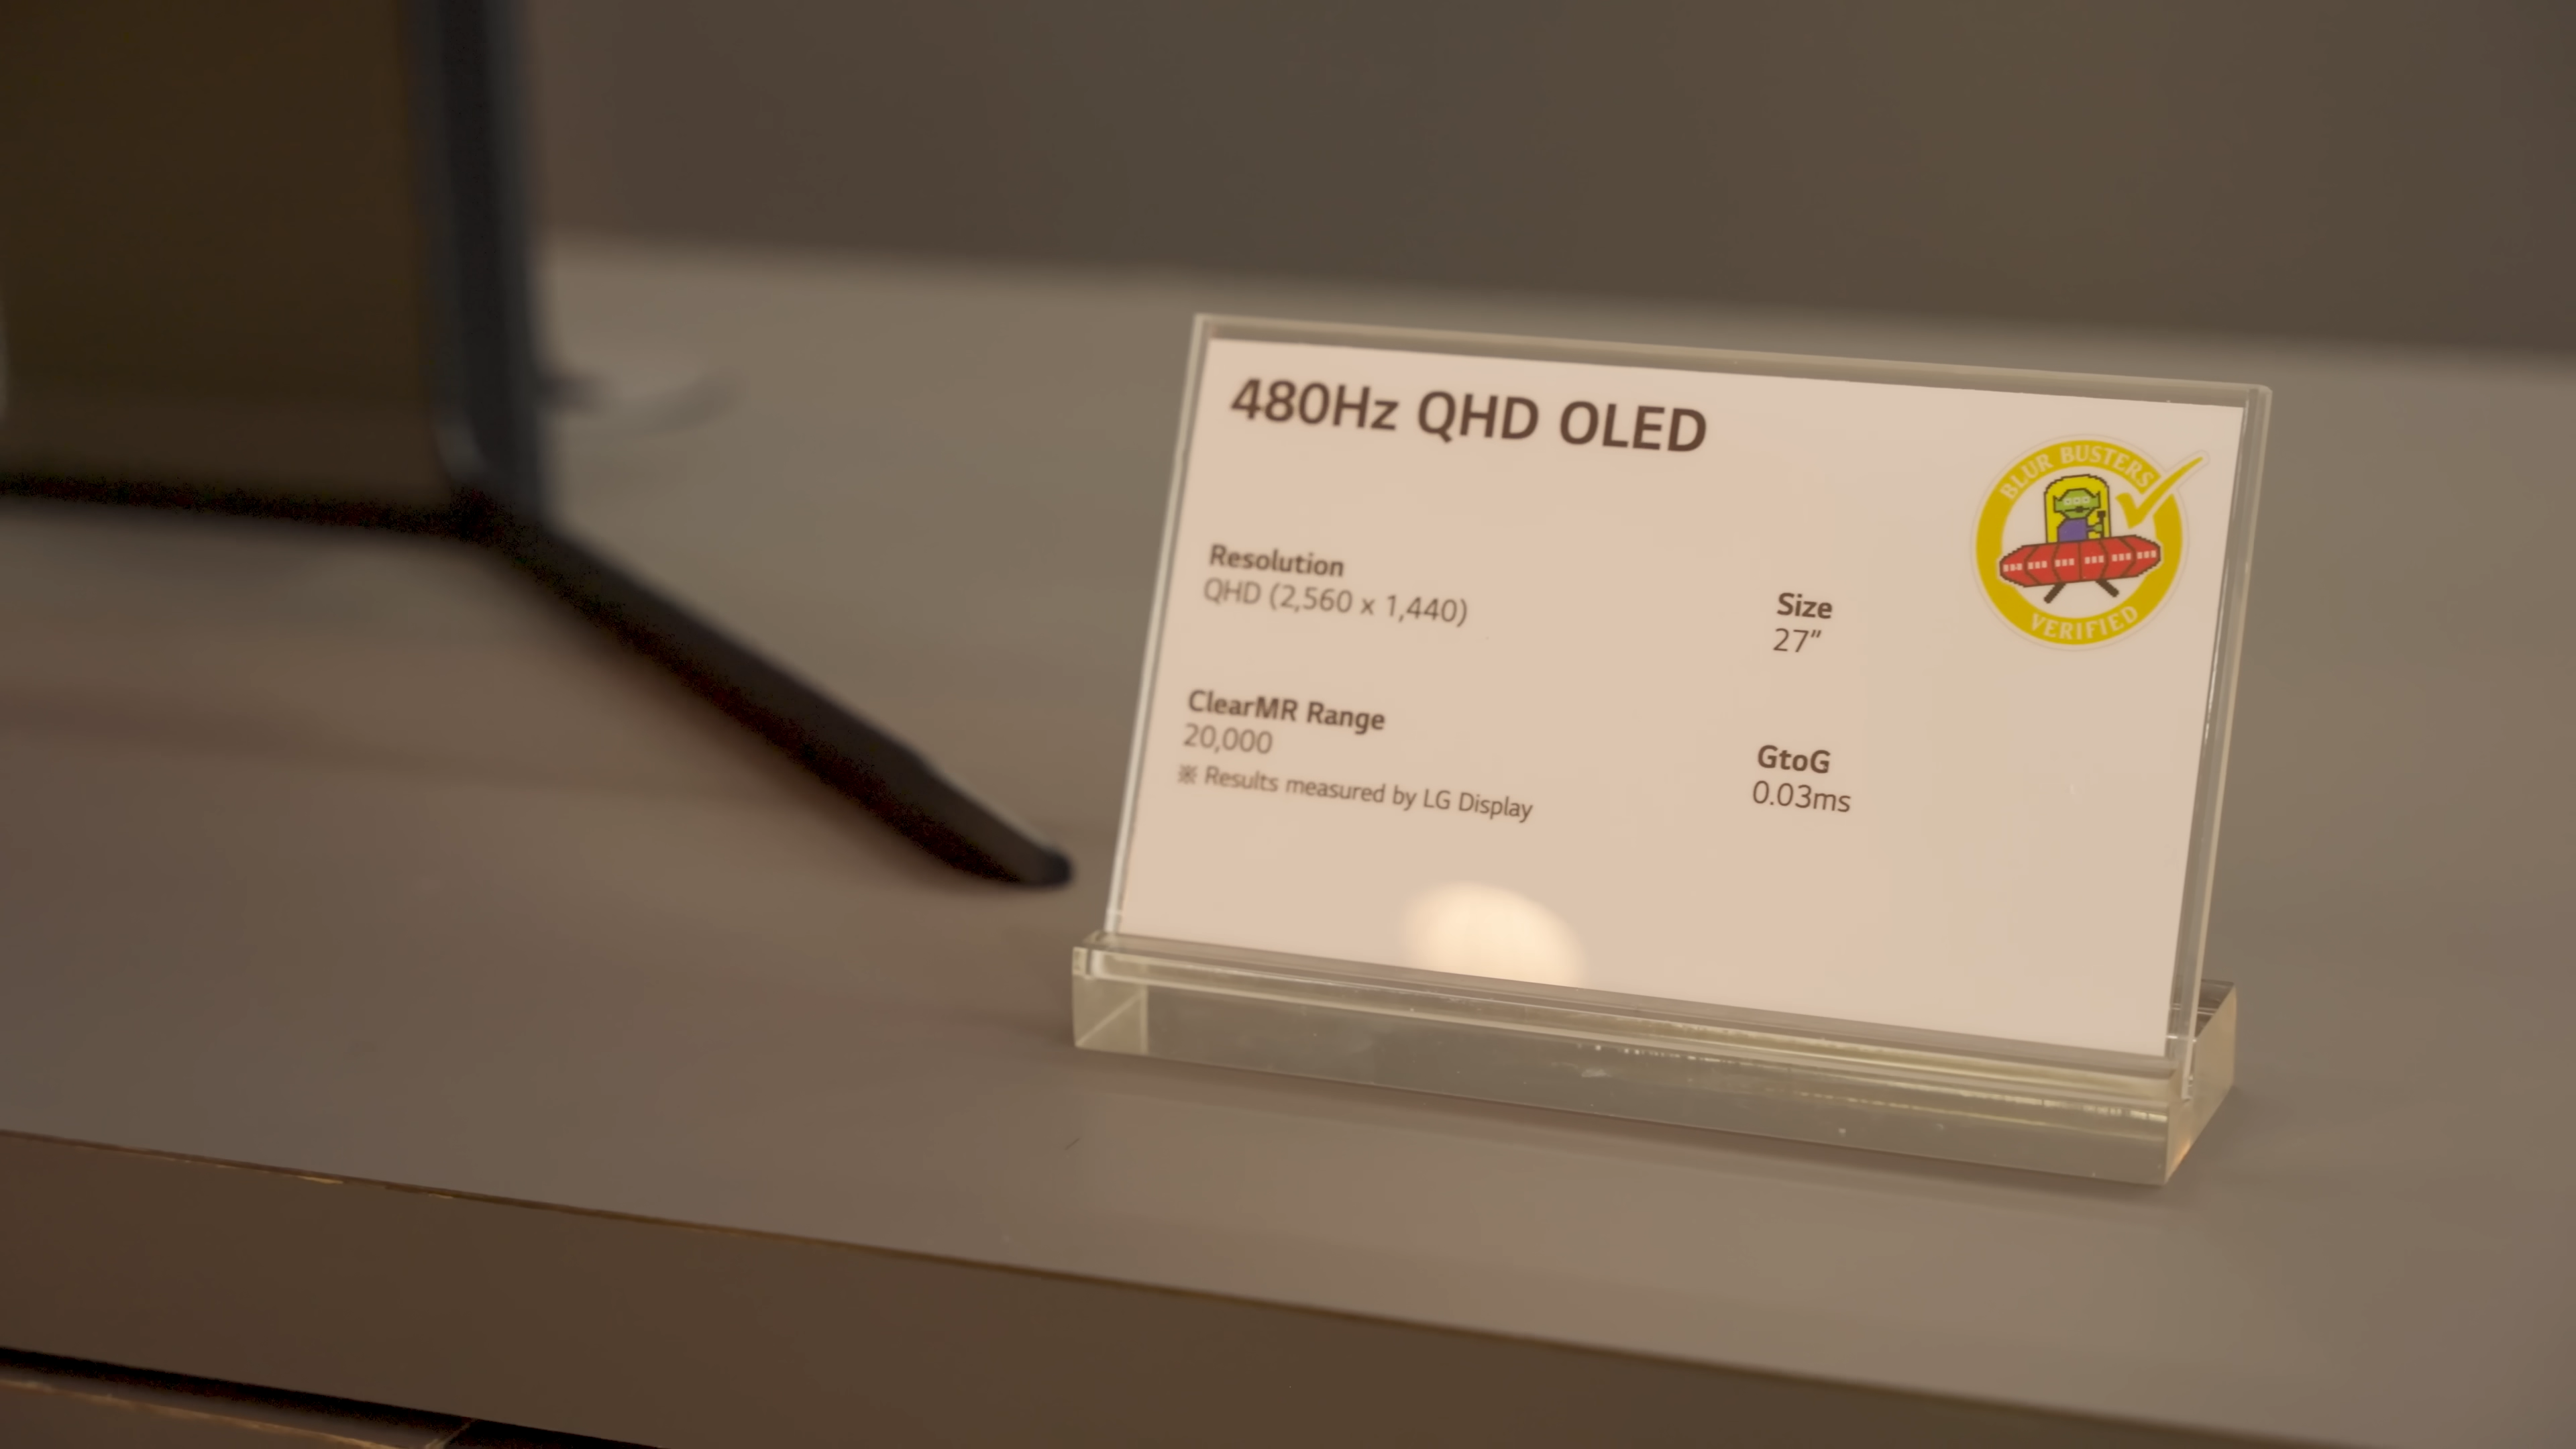 480Hz QHD OLED
BLUR BUSTERS
VERIFIED
Resolution
QHD (2,560 x 1,440)
Size
27″
ClearMR Range
20,000
※ Results measured by LG Display
GtoG
0.03ms